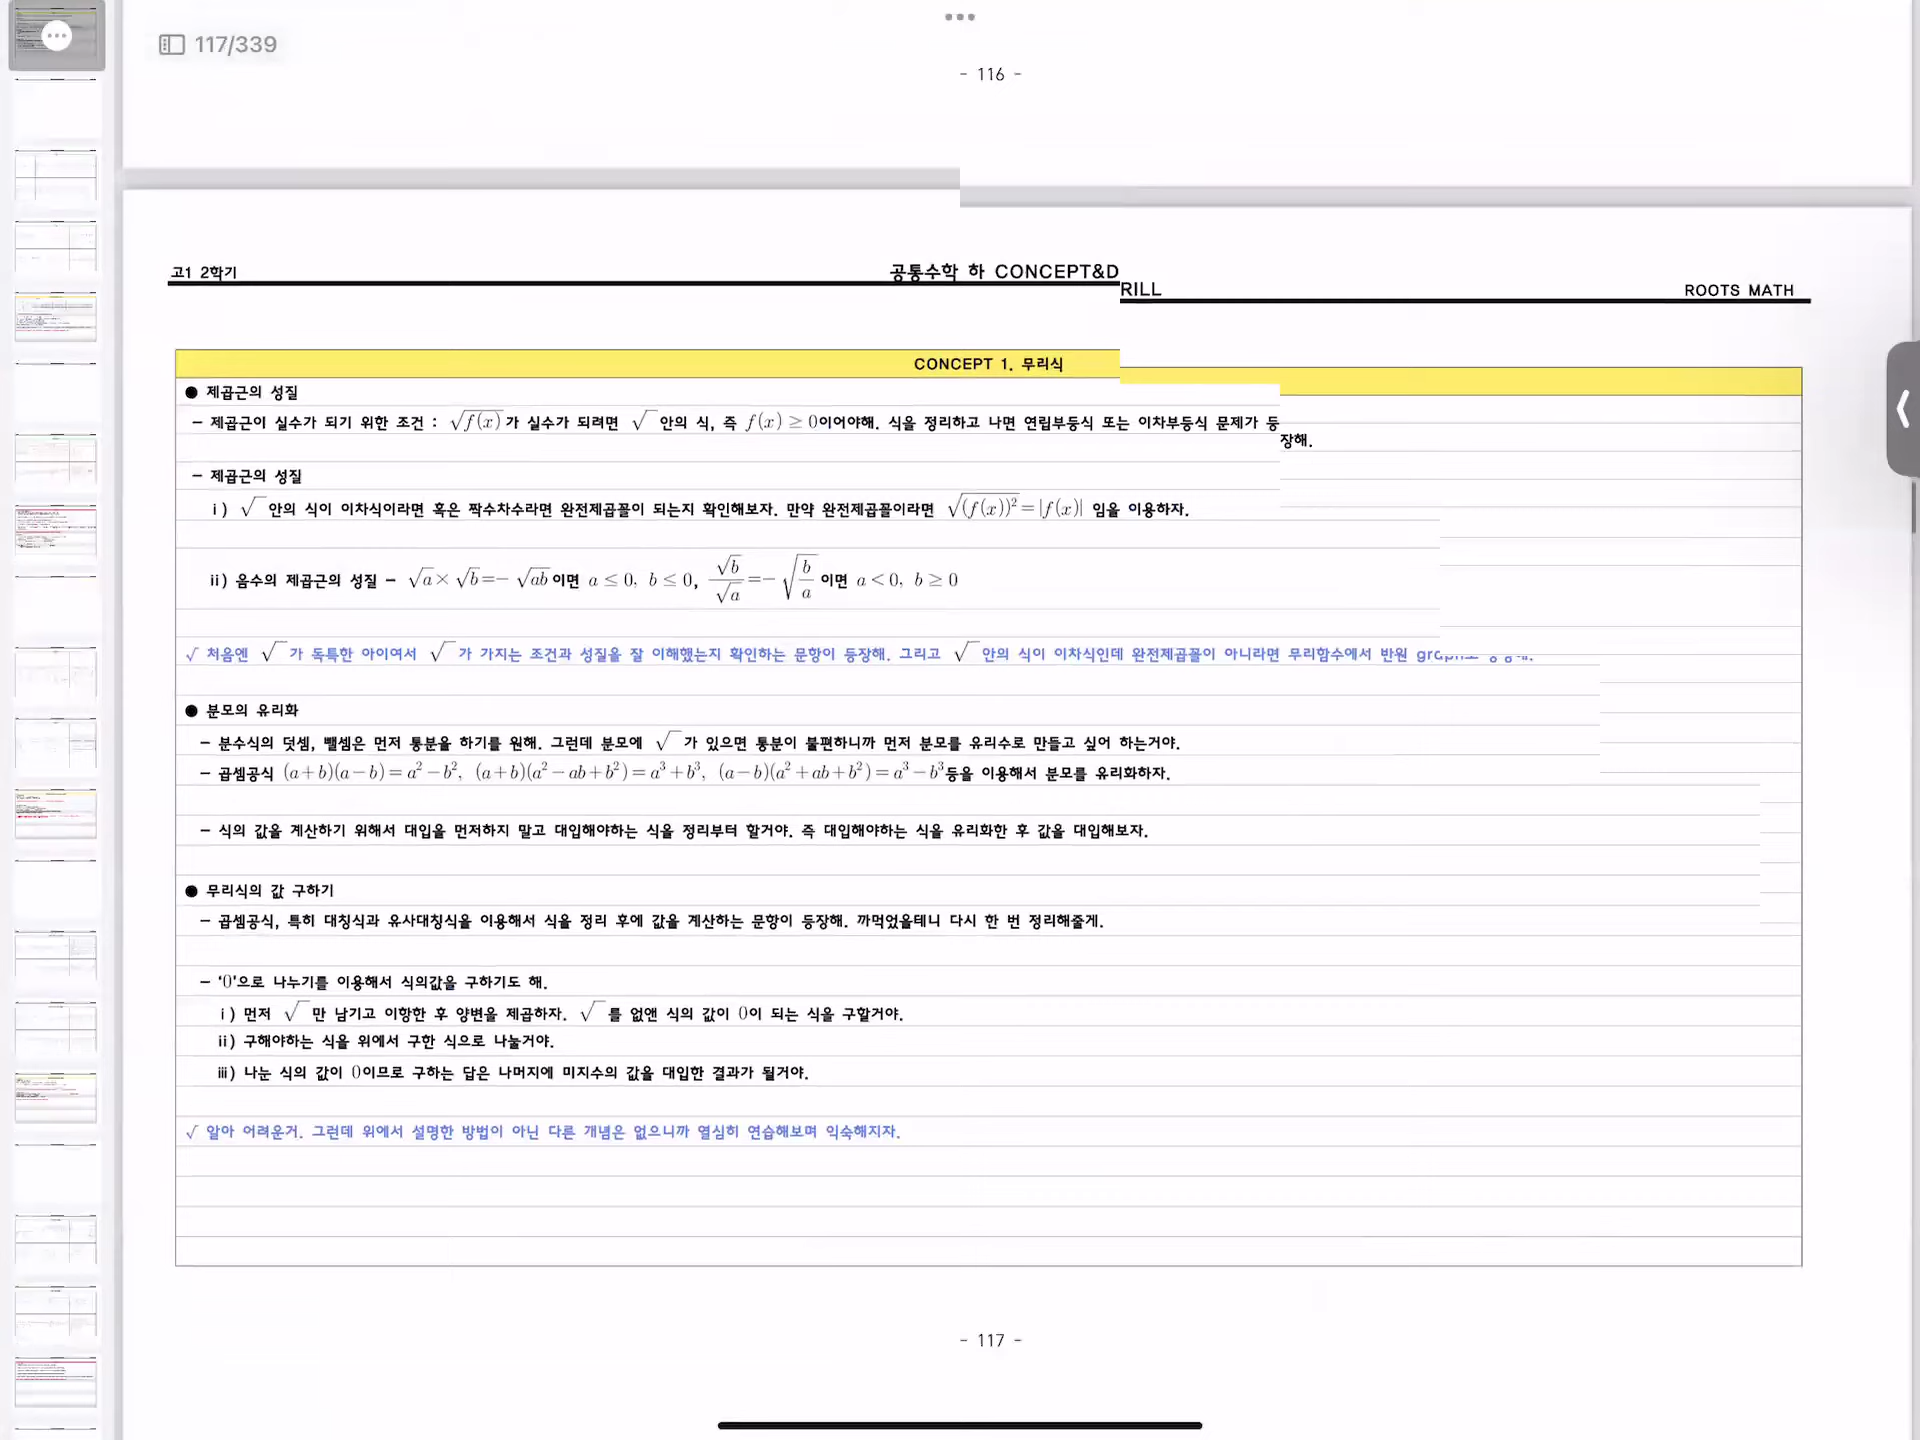 117/339
- 116 -
고1 2학기
공통수학 하 CONCEPT&DRILL
ROOTS MATH
CONCEPT 1. 무리식
● 제곱근의 성질
- 제곱근이 실수가 되기 위한 조건 : √f(x) 가 실수가 되려면 √ 안의 식, 즉 f(x) ≥ 0이어야해. 식을 정리하고 나면 연립부등식 또는 이차부등식 문제가 등장해.
- 제곱근의 성질
i) √ 안의 식이 이차식이라면 혹은 짝수차수라면 완전제곱꼴이 되는지 확인해보자. 만약 완전제곱꼴이라면 √(f(x))² = |f(x)| 임을 이용하자.
ii) 음수의 제곱근의 성질 - √a × √b = - √ab 이면 a ≤ 0, b ≤ 0, √b/√a = - √(b/a) 이면 a < 0, b ≥ 0
√ 처음엔 √ 가 독특한 아이여서 √ 가 가지는 조건과 성질을 잘 이해했는지 확인하는 문항이 등장해. 그리고 √ 안의 식이 이차식인데 완전제곱꼴이 아니라면 무리함수에서 반원
● 분모의 유리화
- 분수식의 덧셈, 뺄셈은 먼저 통분을 하기를 원해. 그런데 분모에 √ 가 있으면 통분이 불편하니까 먼저 분모를 유리수로 만들고 싶어 하는거야.
- 곱셈공식 (a+b)(a-b) = a² - b², (a+b)(a² - ab + b²) = a³ + b³, (a-b)(a² + ab + b²) = a³ - b³등을 이용해서 분모를 유리화하자.
- 식의 값을 계산하기 위해서 대입을 먼저하지 말고 대입해야하는 식을 정리부터 할거야. 즉 대입해야하는 식을 유리화한 후 값을 대입해보자.
● 무리식의 값 구하기
- 곱셈공식, 특히 대칭식과 유사대칭식을 이용해서 식을 정리 후에 값을 계산하는 문항이 등장해. 까먹었을테니 다시 한 번 정리해줄게.
- '0'으로 나누기를 이용해서 식의값을 구하기도 해.
i) 먼저 √ 만 남기고 이항한 후 양변을 제곱하자. √ 를 없앤 식의 값이 0이 되는 식을 구할거야.
ii) 구해야하는 식을 위에서 구한 식으로 나눌거야.
iii) 나눈 식의 값이 0이므로 구하는 답은 나머지에 미지수의 값을 대입한 결과가 될거야.
√ 알아 어려운거. 그런데 위에서 설명한 방법이 아닌 다른 개념은 없으니까 열심히 연습해보며 익숙해지자.
- 117 -